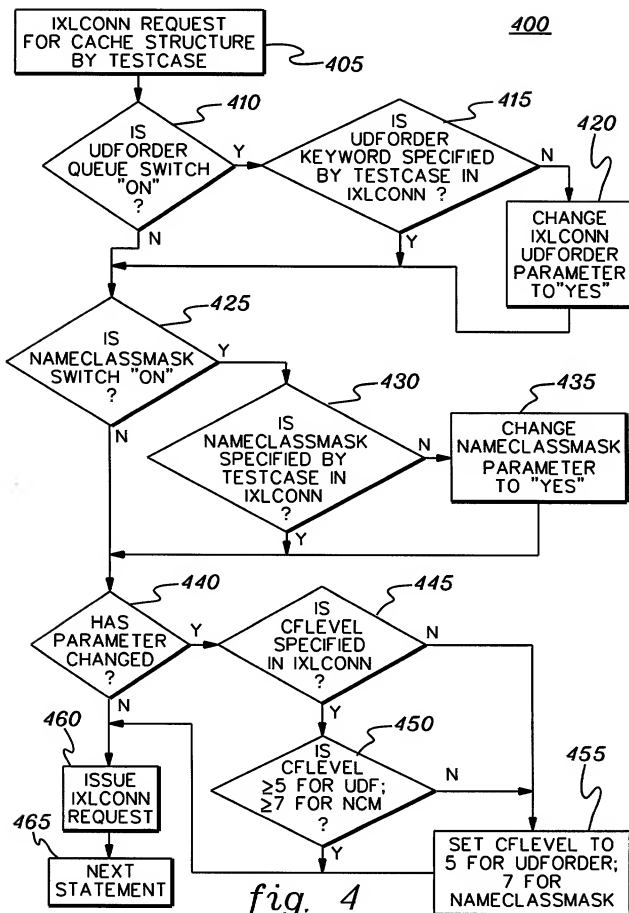 400
IXLCONN REQUEST
FOR CACHE STRUCTURE
BY TESTCASE
405
410
IS
UDFORDER
QUEUE SWITCH
"ON"
?
Y
N
415
IS
UDFORDER
KEYWORD SPECIFIED
BY TESTCASE IN
IXLCONN ?
N
Y
420
CHANGE
IXLCONN
UDFORDER
PARAMETER
TO"YES"
425
IS
NAMECLASSMASK
SWITCH "ON"
?
Y
N
430
IS
NAMECLASSMASK
SPECIFIED BY
TESTCASE IN
IXLCONN
?
N
Y
435
CHANGE
NAMECLASSMASK
PARAMETER
TO "YES"
440
HAS
PARAMETER
CHANGED
?
Y
N
445
IS
CFLEVEL
SPECIFIED
IN IXLCONN
?
N
Y
450
IS
CFLEVEL
≥5 FOR UDF;
≥7 FOR NCM
?
N
Y
455
SET CFLEVEL TO
5 FOR UDFORDER;
7 FOR
NAMECLASSMASK
460
ISSUE
IXLCONN
REQUEST
465
NEXT
STATEMENT
fig. 4